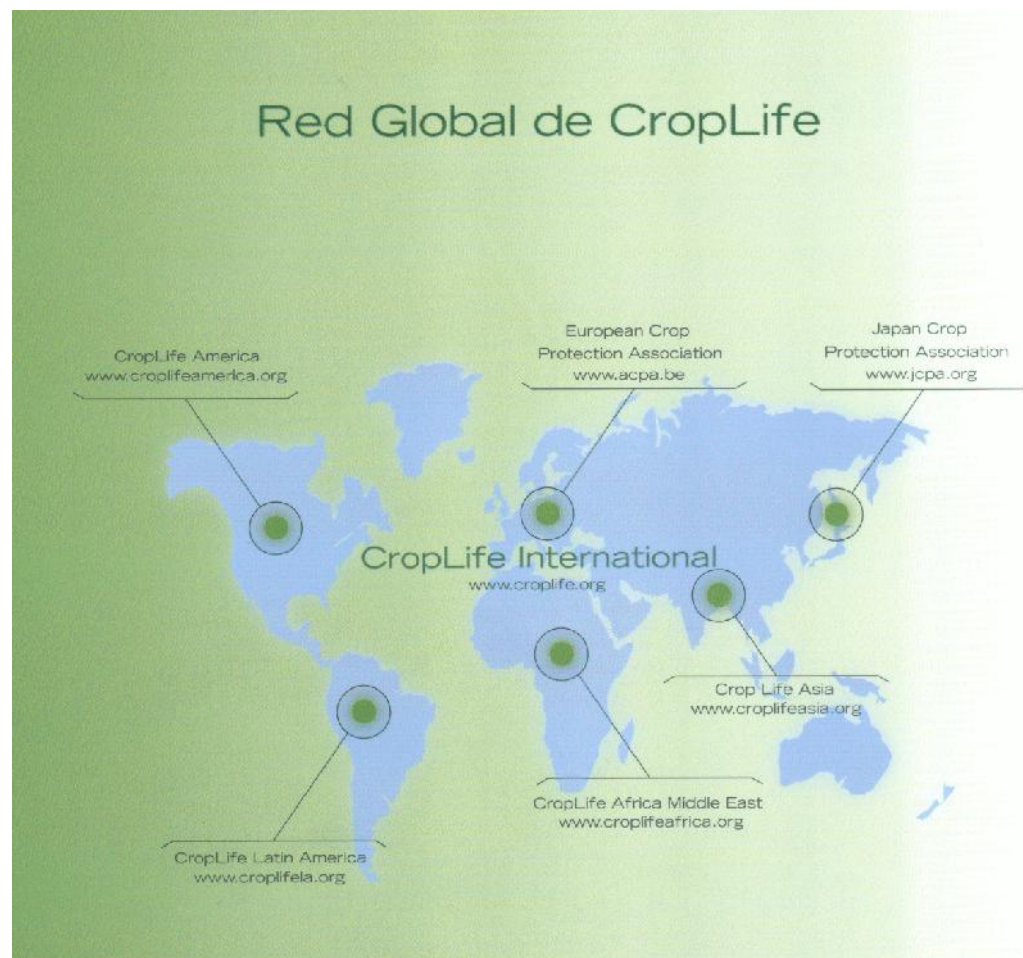 Red Global de CropLife
CropLife America
www.croplifeamerica.org
European Crop
Protection Association
www.acpa.be
Japan Crop
Protection Association
www.jcpa.org
CropLife International
www.croplife.org
Crop Life Asia
www.croplifeasia.org
CropLife Africa Middle East
www.croplifeafrica.org
CropLife Latin America
www.croplifela.org